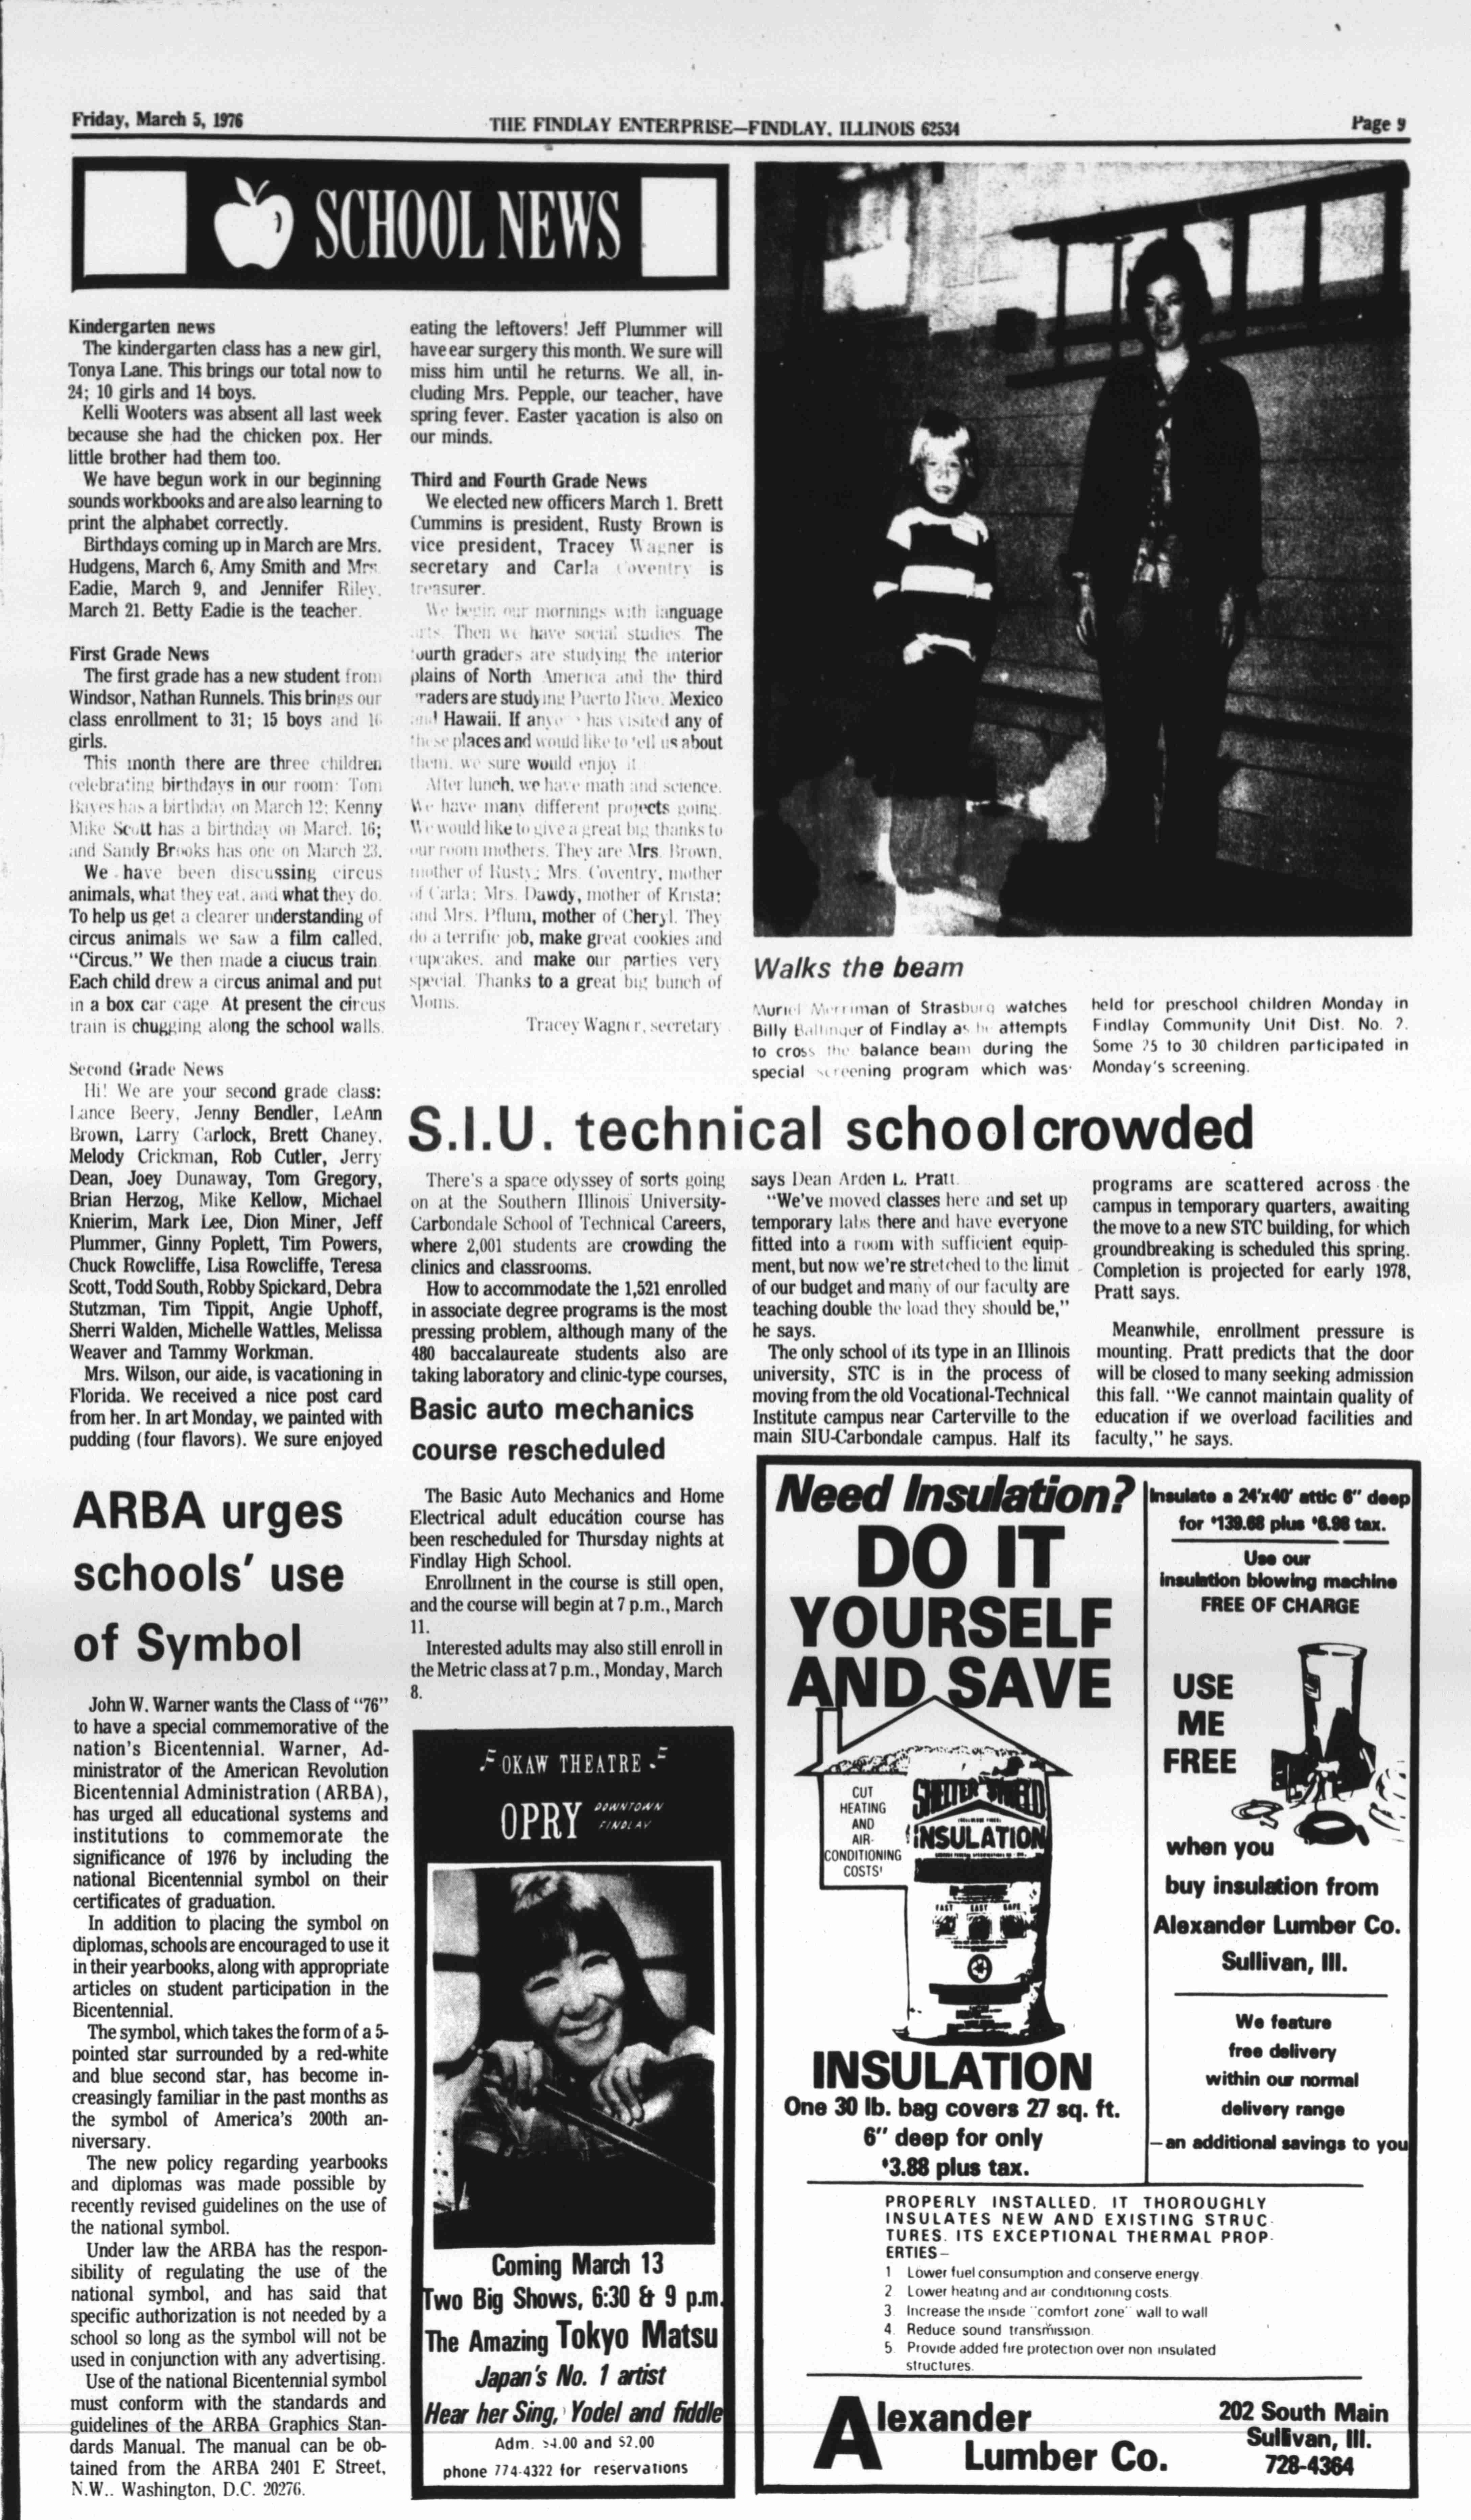 Friday, March 5, 1976
THE FINDLAY ENTERPRISE—FINDLAY, ILLINOIS 62534
Page 9
SCHOOL NEWS
Kindergarten news
The kindergarten class has a new girl,
Tonya Lane. This brings our total now to
24; 10 girls and 14 boys.
Kelli Wooters was absent all last week
because she had the chicken pox. Her
little brother had them too.
We have begun work in our beginning
sounds workbooks and are also learning to
print the alphabet correctly.
Birthdays coming up in March are Mrs.
Hudgens, March 6, Amy Smith and Mrs.
Eadie, March 9, and Jennifer Riley,
March 21. Betty Eadie is the teacher.
First Grade News
The first grade has a new student from
Windsor, Nathan Runnels. This brings our
class enrollment to 31; 15 boys and 16
girls.
This month there are three children
celebrating birthdays in our room: Tom
Bayes has a birthday on March 12; Kenny
Mike Scott has a birthday on March 16;
and Sandy Brooks has one on March 23.
We have been discussing circus
animals, what they eat, and what they do.
To help us get a clearer understanding of
circus animals we saw a film called,
"Circus." We then made a ciucus train.
Each child drew a circus animal and put
in a box car cage. At present the circus
train is chugging along the school walls.
Second Grade News
Hi! We are your second grade class:
Lance Beery, Jenny Bendler, LeAnn
Brown, Larry Carlock, Brett Chaney,
Melody Crickman, Rob Cutler, Jerry
Dean, Joey Dunaway, Tom Gregory,
Brian Herzog, Mike Kellow, Michael
Knierim, Mark Lee, Dion Miner, Jeff
Plummer, Ginny Poplett, Tim Powers,
Chuck Rowcliffe, Lisa Rowcliffe, Teresa
Scott, Todd South, Robby Spickard, Debra
Stutzman, Tim Tippit, Angie Uphoff,
Sherri Walden, Michelle Wattles, Melissa
Weaver and Tammy Workman.
Mrs. Wilson, our aide, is vacationing in
Florida. We received a nice post card
from her. In art Monday, we painted with
pudding (four flavors). We sure enjoyed
eating the leftovers! Jeff Plummer will
have ear surgery this month. We sure will
miss him until he returns. We all, in-
cluding Mrs. Pepple, our teacher, have
spring fever. Easter vacation is also on
our minds.
Third and Fourth Grade News
We elected new officers March 1. Brett
Cummins is president, Rusty Brown is
vice president, Tracey Wagner is
secretary and Carla Coventry is
treasurer.
We begin our mornings with language
arts. Then we have social studies. The
fourth graders are studying the interior
plains of North America and the third
graders are studying Puerto Rico, Mexico
and Hawaii. If anyone has visited any of
these places and would like to tell us about
them, we sure would enjoy it.
After lunch, we have math and science.
We have many different projects going.
We would like to give a great big thanks to
our room mothers. They are Mrs. Brown,
mother of Rusty; Mrs. Coventry, mother
of Carla; Mrs. Dawdy, mother of Krista;
and Mrs. Pflum, mother of Cheryl. They
do a terrific job, make great cookies and
cupcakes, and make our parties very
special. Thanks to a great big bunch of
Moms.
Tracey Wagner, secretary
Walks the beam
Muriel Merriman of Strasburg watches
Billy Ballinger of Findlay as he attempts
to cross the balance beam during the
special screening program which was
held for preschool children Monday in
Findlay Community Unit Dist. No. 2.
Some 25 to 30 children participated in
Monday's screening.
S.I.U. technical school crowded
There's a space odyssey of sorts going
on at the Southern Illinois University-
Carbondale School of Technical Careers,
where 2,001 students are crowding the
clinics and classrooms.
How to accommodate the 1,521 enrolled
in associate degree programs is the most
pressing problem, although many of the
480 baccalaureate students also are
taking laboratory and clinic-type courses,
says Dean Arden L. Pratt.
"We've moved classes here and set up
temporary labs there and have everyone
fitted into a room with sufficient equip-
ment, but now we're stretched to the limit
of our budget and many of our faculty are
teaching double the load they should be,"
he says.
The only school of its type in an Illinois
university, STC is in the process of
moving from the old Vocational-Technical
Institute campus near Carterville to the
main SIU-Carbondale campus. Half its
programs are scattered across the
campus in temporary quarters, awaiting
the move to a new STC building, for which
groundbreaking is scheduled this spring.
Completion is projected for early 1978,
Pratt says.
Meanwhile, enrollment pressure is
mounting. Pratt predicts that the door
will be closed to many seeking admission
this fall. "We cannot maintain quality of
education if we overload facilities and
faculty," he says.
Basic auto mechanics
course rescheduled
The Basic Auto Mechanics and Home
Electrical adult education course has
been rescheduled for Thursday nights at
Findlay High School.
Enrollment in the course is still open,
and the course will begin at 7 p.m., March
11.
Interested adults may also still enroll in
the Metric class at 7 p.m., Monday, March
8.
ARBA urges
schools' use
of Symbol
John W. Warner wants the Class of "76"
to have a special commemorative of the
nation's Bicentennial. Warner, Ad-
ministrator of the American Revolution
Bicentennial Administration (ARBA),
has urged all educational systems and
institutions to commemorate the
significance of 1976 by including the
national Bicentennial symbol on their
certificates of graduation.
In addition to placing the symbol on
diplomas, schools are encouraged to use it
in their yearbooks, along with appropriate
articles on student participation in the
Bicentennial.
The symbol, which takes the form of a 5-
pointed star surrounded by a red-white
and blue second star, has become in-
creasingly familiar in the past months as
the symbol of America's 200th an-
niversary.
The new policy regarding yearbooks
and diplomas was made possible by
recently revised guidelines on the use of
the national symbol.
Under law the ARBA has the respon-
sibility of regulating the use of the
national symbol, and has said that
specific authorization is not needed by a
school so long as the symbol will not be
used in conjunction with any advertising.
Use of the national Bicentennial symbol
must conform with the standards and
guidelines of the ARBA Graphics Stan-
dards Manual. The manual can be ob-
tained from the ARBA 2401 E Street,
N.W.. Washington, D.C. 20276.
OKAW THEATRE
OPRY DOWNTOWN FINDLAY
Coming March 13
Two Big Shows, 6:30 & 9 p.m.
The Amazing Tokyo Matsu
Japan's No. 1 artist
Hear her Sing, Yodel and fiddle
Adm. $4.00 and $2.00
phone 774-4322 for reservations
Need Insulation?
DO IT
YOURSELF
AND SAVE
CUT
HEATING
AND
AIR-
CONDITIONING
COSTS!
SHELTER SHIELD
INSULATION
FAST EASY SAFE
INSULATION
One 30 lb. bag covers 27 sq. ft.
6" deep for only
$3.88 plus tax.
Insulate a 24'x40' attic 6" deep
for $139.68 plus $6.98 tax.
Use our
insulation blowing machine
FREE OF CHARGE
USE
ME
FREE
when you
buy insulation from
Alexander Lumber Co.
Sullivan, Ill.
We feature
free delivery
within our normal
delivery range
—an additional savings to you
PROPERLY INSTALLED, IT THOROUGHLY
INSULATES NEW AND EXISTING STRUC-
TURES. ITS EXCEPTIONAL THERMAL PROP-
ERTIES—
1 Lower fuel consumption and conserve energy.
2 Lower heating and air conditioning costs.
3. Increase the inside "comfort zone" wall to wall
4. Reduce sound transmission.
5. Provide added fire protection over non insulated
structures.
Alexander
Lumber Co.
202 South Main
Sullivan, Ill.
728-4364